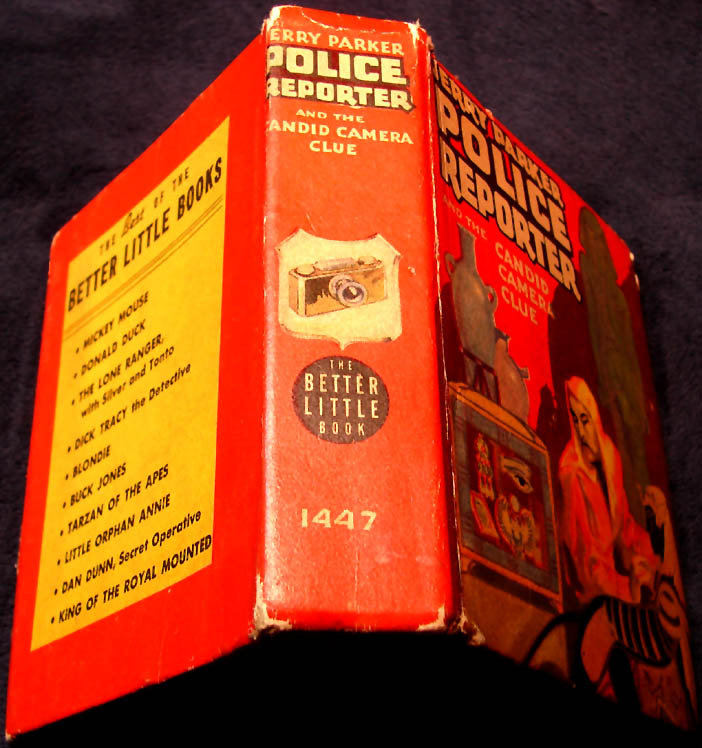 THE Best OF THE
BETTER LITTLE BOOKS
• MICKEY MOUSE
• DONALD DUCK
• THE LONE RANGER,
with Silver and Tonto
• DICK TRACY the Detective
• BLONDIE
• BUCK JONES
• TARZAN OF THE APES
• LITTLE ORPHAN ANNIE
• DAN DUNN, Secret Operative
• KING OF THE ROYAL MOUNTED
ERRY PARKER
POLICE
REPORTER
AND THE
CANDID CAMERA
CLUE
THE
BETTER
LITTLE
BOOK
1447
JERRY PARKER
POLICE
REPORTER
AND THE
CANDID
CAMERA
CLUE